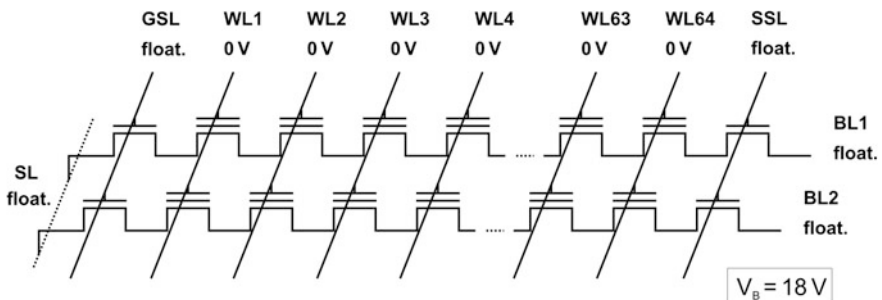 GSL WL1 WL2 WL3 WL4 WL63 WL64 SSL
float. 0 V 0 V 0 V 0 V 0 V 0 V float.
BL1
float.
SL
float.
BL2
float.
V_B = 18 V